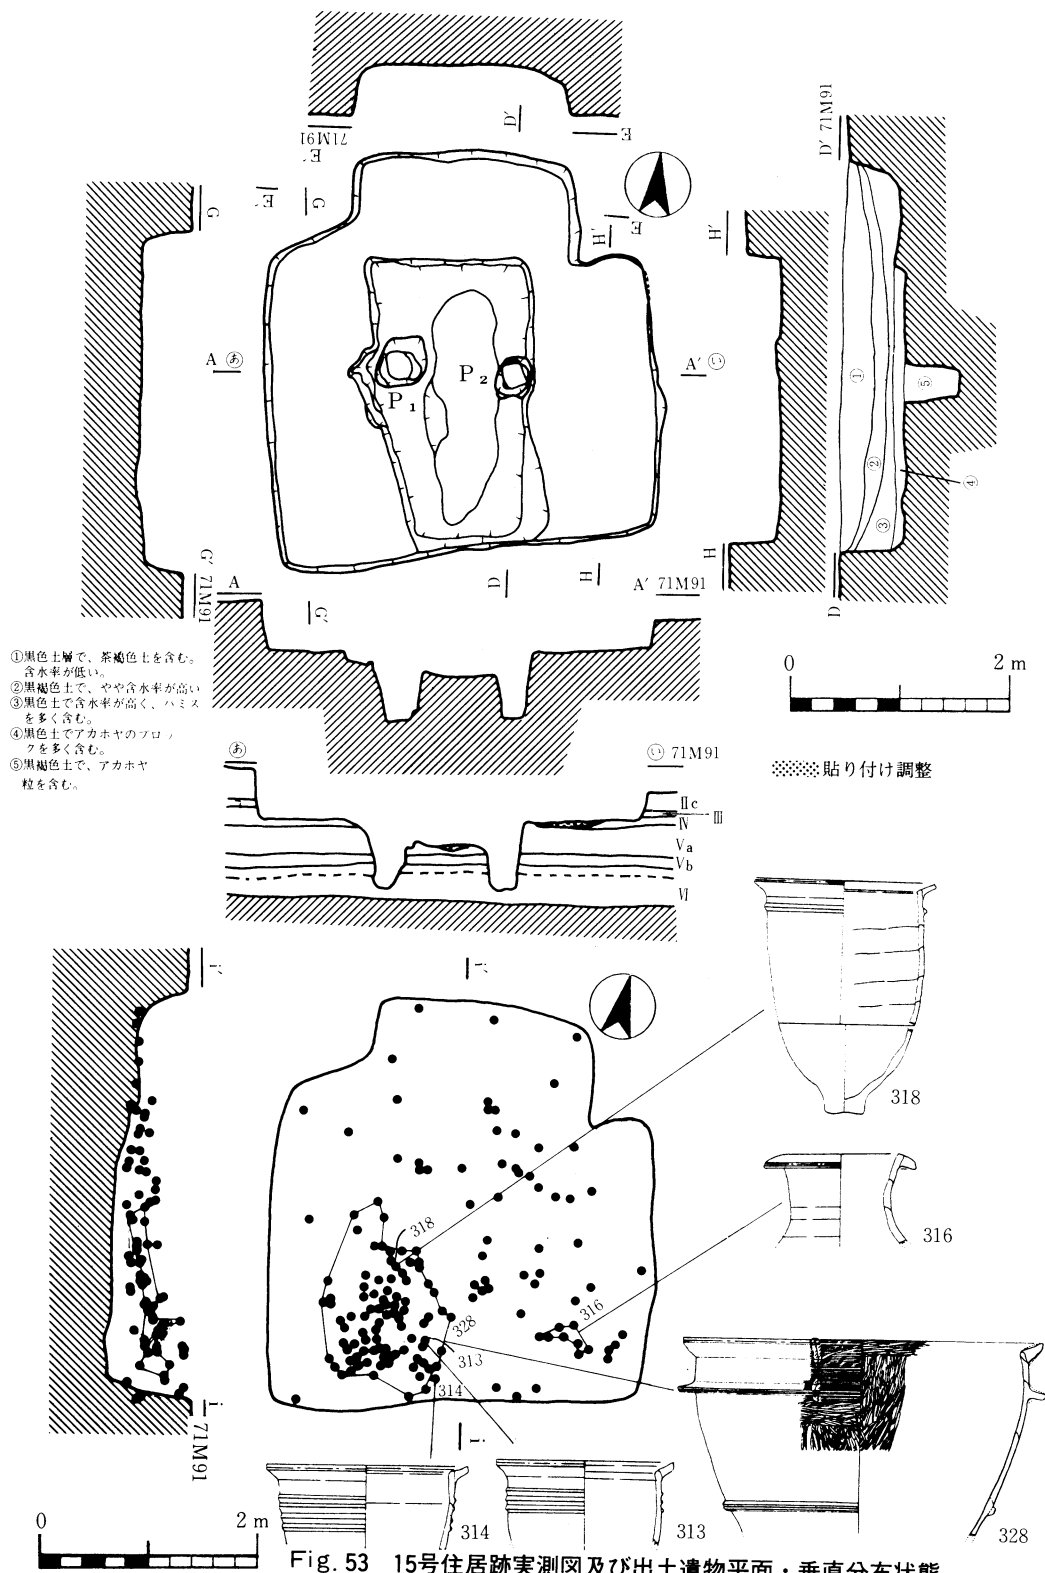 71M91
E′
D′
E
E′
G
E
H′
G
H′
D′ 71M91
A あ
A′ い
P₁
P₂
①
②
③
④
⑤
G′ 71M91
A
G′
D
H
A′ 71M91
H
D
①黒色土層で、茶褐色土を含む。
含水率が低い。
②黒褐色土で、やや含水率が高い
③黒色土で含水率が高く、ハミス
を多く含む。
④黒色土でアカホヤのブロッ
クを多く含む。
⑤黒褐色土で、アカホヤ
粒を含む。
0 2 m
貼り付け調整
あ
い 71M91
Ⅱc
Ⅲ
Ⅳ
Ⅴa
Ⅴb
Ⅵ
318
316
318
316
328
313
314
i
71M91
i
314
313
328
0 2 m
Fig. 53 15号住居跡実測図及び出土遺物平面・垂直分布状態